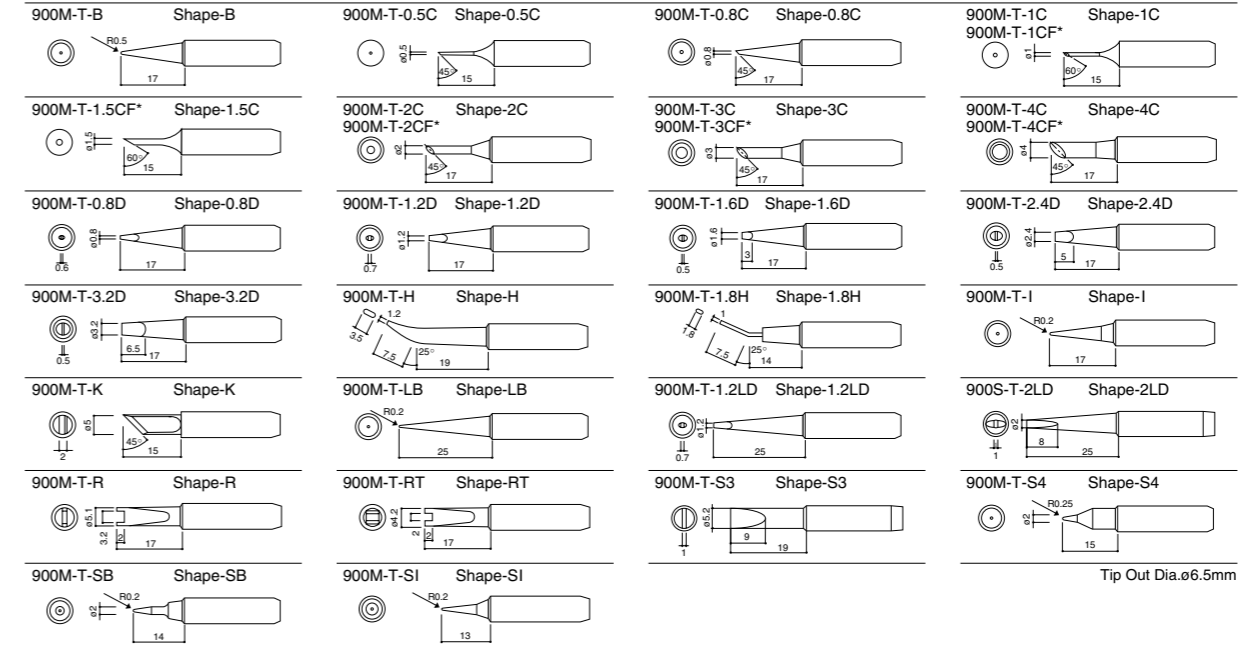 900M-T-B Shape-B
R0.5
17
900M-T-0.5C Shape-0.5C
ø0.5
45°
15
900M-T-0.8C Shape-0.8C
ø0.8
45°
17
900M-T-1C Shape-1C
900M-T-1CF*
ø1
60°
15
900M-T-1.5CF* Shape-1.5C
ø1.5
60°
15
900M-T-2C Shape-2C
900M-T-2CF*
ø2
45°
17
900M-T-3C Shape-3C
900M-T-3CF*
ø3
45°
17
900M-T-4C Shape-4C
900M-T-4CF*
ø4
45°
17
900M-T-0.8D Shape-0.8D
ø0.8
0.6
17
900M-T-1.2D Shape-1.2D
ø1.2
0.7
17
900M-T-1.6D Shape-1.6D
ø1.6
3
0.5
17
900M-T-2.4D Shape-2.4D
ø2.4
5
0.5
17
900M-T-3.2D Shape-3.2D
ø3.2
6.5
0.5
17
900M-T-H Shape-H
1.2
3.5
7.5
25°
19
900M-T-1.8H Shape-1.8H
1
1.8
7.5
25°
14
900M-T-I Shape-I
R0.2
17
900M-T-K Shape-K
ø5
45°
2
15
900M-T-LB Shape-LB
R0.2
25
900M-T-1.2LD Shape-1.2LD
ø1.2
0.7
25
900S-T-2LD Shape-2LD
ø2
8
1
25
900M-T-R Shape-R
ø5.1
3.2
2
17
900M-T-RT Shape-RT
ø4.2
2
2
17
900M-T-S3 Shape-S3
ø5.2
9
1
19
900M-T-S4 Shape-S4
R0.25
ø2
15
900M-T-SB Shape-SB
R0.2
ø2
14
900M-T-SI Shape-SI
R0.2
13
Tip Out Dia.ø6.5mm